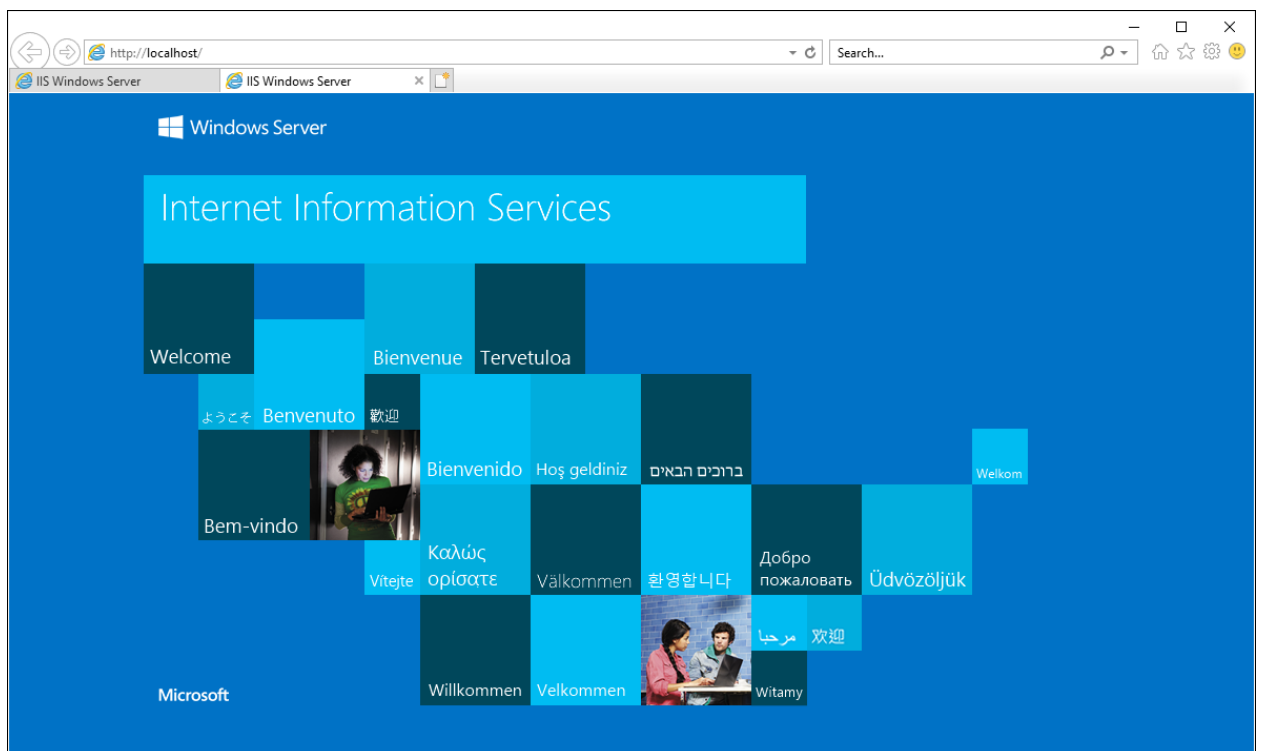 http://localhost/
Search...
IIS Windows Server
IIS Windows Server
Windows Server
Internet Information Services
Welcome
Bienvenue
Tervetuloa
ようこそ
Benvenuto
歡迎
Bienvenido
Hoş geldiniz
ברוכים הבאים
Welkom
Bem-vindo
Vítejte
Καλώς
ορίσατε
Välkommen
환영합니다
Добро
пожаловать
Üdvözöljük
مرحبا
欢迎
Microsoft
Willkommen
Velkommen
Witamy